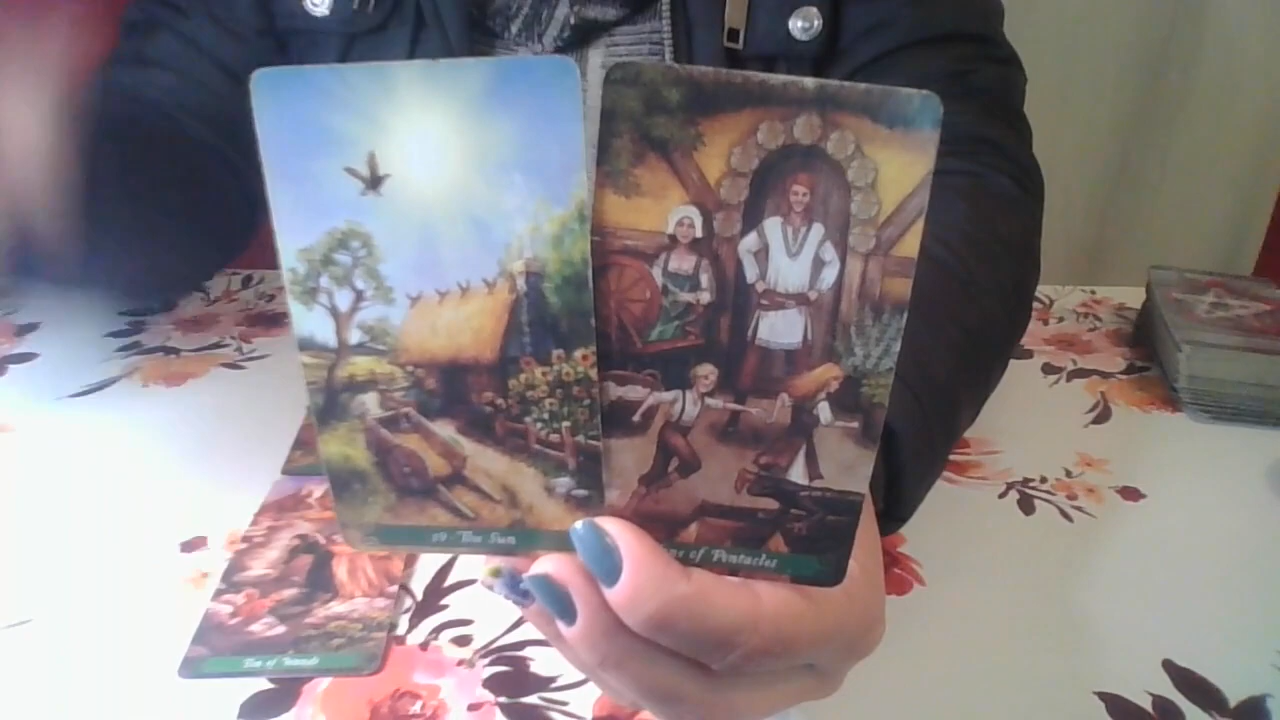 19 - The Sun
of Pentacles
Ten of Wands